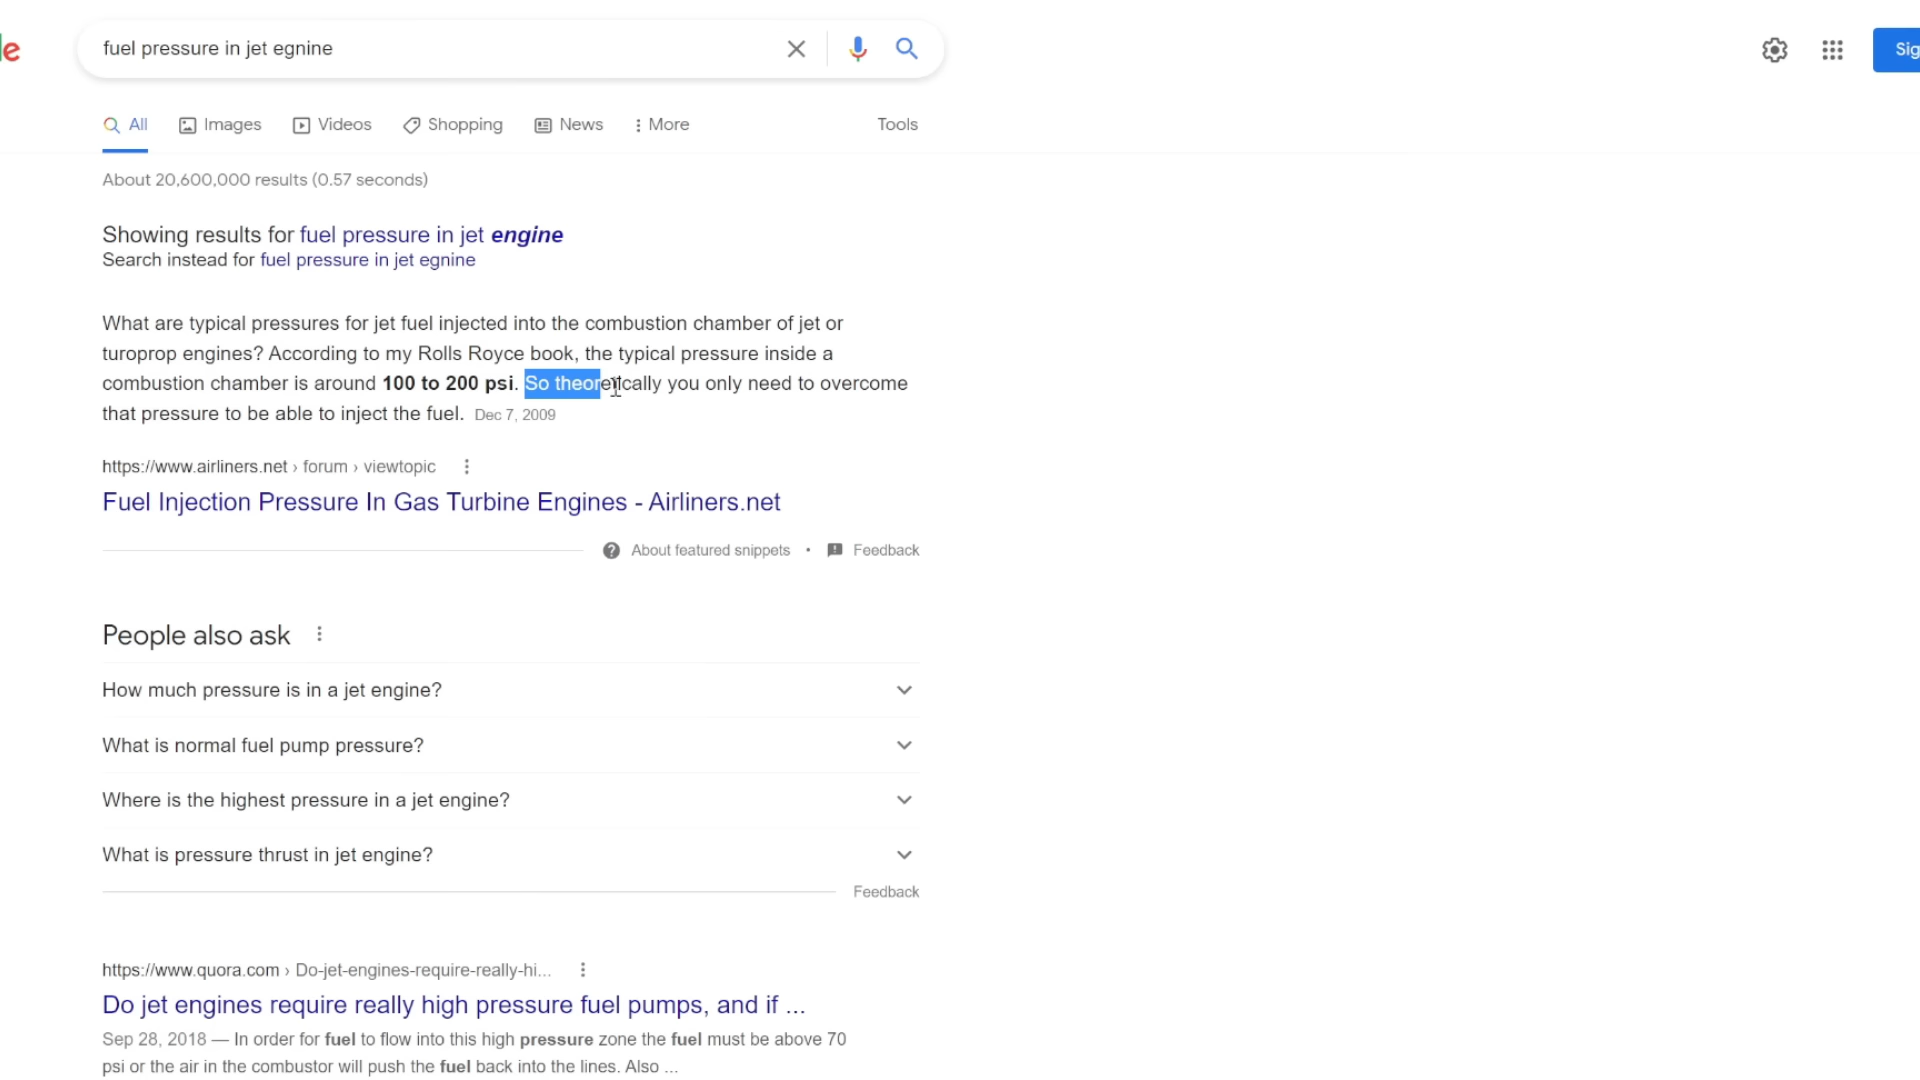 le
fuel pressure in jet egnine
Sig
All
Images
Videos
Shopping
News
More
Tools
About 20,600,000 results (0.57 seconds)
Showing results for fuel pressure in jet engine
Search instead for fuel pressure in jet egnine
What are typical pressures for jet fuel injected into the combustion chamber of jet or
turoprop engines? According to my Rolls Royce book, the typical pressure inside a
combustion chamber is around 100 to 200 psi. So theoretically you only need to overcome
that pressure to be able to inject the fuel. Dec 7, 2009
https://www.airliners.net › forum › viewtopic
Fuel Injection Pressure In Gas Turbine Engines - Airliners.net
About featured snippets • Feedback
People also ask
How much pressure is in a jet engine?
What is normal fuel pump pressure?
Where is the highest pressure in a jet engine?
What is pressure thrust in jet engine?
Feedback
https://www.quora.com › Do-jet-engines-require-really-hi...
Do jet engines require really high pressure fuel pumps, and if ...
Sep 28, 2018 — In order for fuel to flow into this high pressure zone the fuel must be above 70
psi or the air in the combustor will push the fuel back into the lines. Also ...